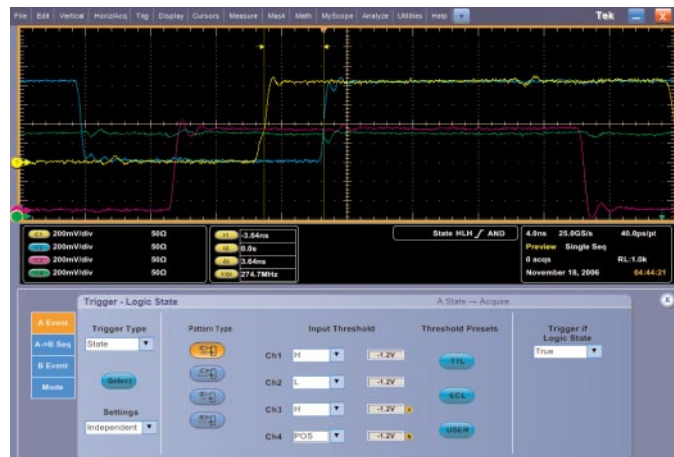 File Edit Vertical Horiz/Acq Trig Display Cursors Measure Mask Math MyScope Analyze Utilities Help Tek X
200mV/div 50Ω
200mV/div 50Ω
200mV/div 50Ω
200mV/div 50Ω
t1 -3.64ns
t2 0.0s
Δt 3.64ns
1/Δt 274.7MHz
State HLH AND
4.0ns 25.0GS/s 40.0ps/pt
Preview Single Seq
0 acqs RL:1.0k
November 18, 2006 04:44:21
Trigger - Logic State
A State → Acquire
X
A Event
A->B Seq
B Event
Mode
Trigger Type
State
Select
Settings
Independent
Pattern Type
Input Threshold
Ch1 H -1.2V
Ch2 L -1.2V
Ch3 H -1.2V
Ch4 POS -1.2V
Threshold Presets
TTL
ECL
USER
Trigger if
Logic State
True